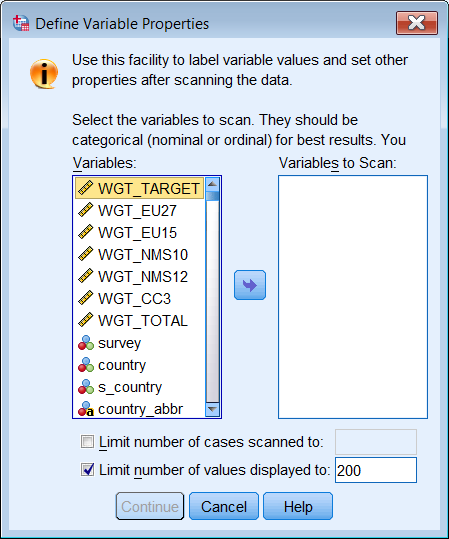 Define Variable Properties
Use this facility to label variable values and set other
properties after scanning the data.
Select the variables to scan. They should be
categorical (nominal or ordinal) for best results. You
Variables:
WGT_TARGET
WGT_EU27
WGT_EU15
WGT_NMS10
WGT_NMS12
WGT_CC3
WGT_TOTAL
survey
country
s_country
a country_abbr
Variables to Scan:
Limit number of cases scanned to:
Limit number of values displayed to: 200
Continue Cancel Help